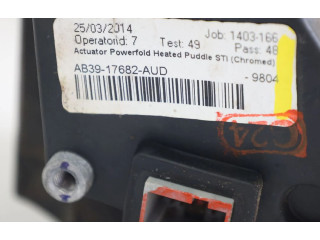 25/03/2014 Job: 1403-166
Operatorid: 7 Test: 49 Pass: 48
Actuator Powerfold Heated Puddle STI (Chromed)
AB39-17682-AUD - 9804
C24